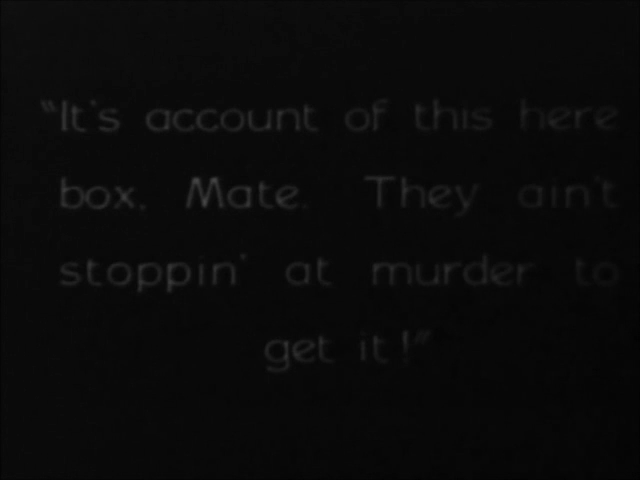 "It's account of this here
box, Mate. They ain't
stoppin' at murder to
get it!"